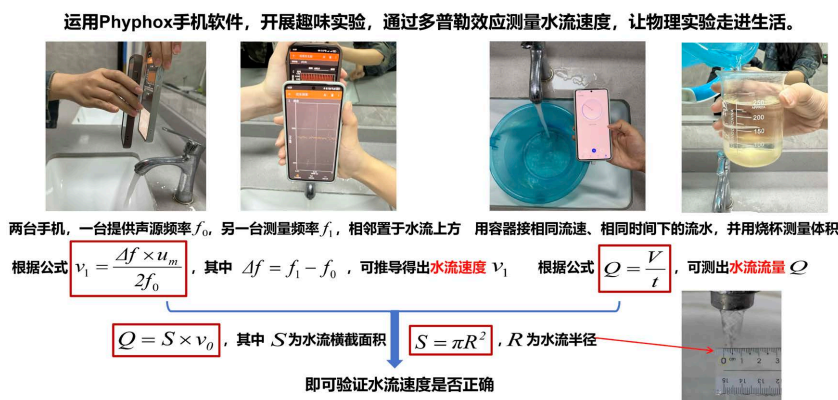 运用Phyphox手机软件，开展趣味实验，通过多普勒效应测量水流速度，让物理实验走进生活。
200
150
两台手机，一台提供声源频率f₀，另一台测量频率f₁，相邻置于水流上方
用容器接相同流速、相同时间下的流水，并用烧杯测量体积
根据公式 v₁ = Δf × uₘ / 2f₀，其中 Δf = f₁ − f₀，可推导得出水流速度 v₁
根据公式 Q = V / t，可测出水流流量 Q
Q = S × v₀，其中 S 为水流横截面积 S = πR²，R 为水流半径
0 cm 1 2 3
即可验证水流速度是否正确